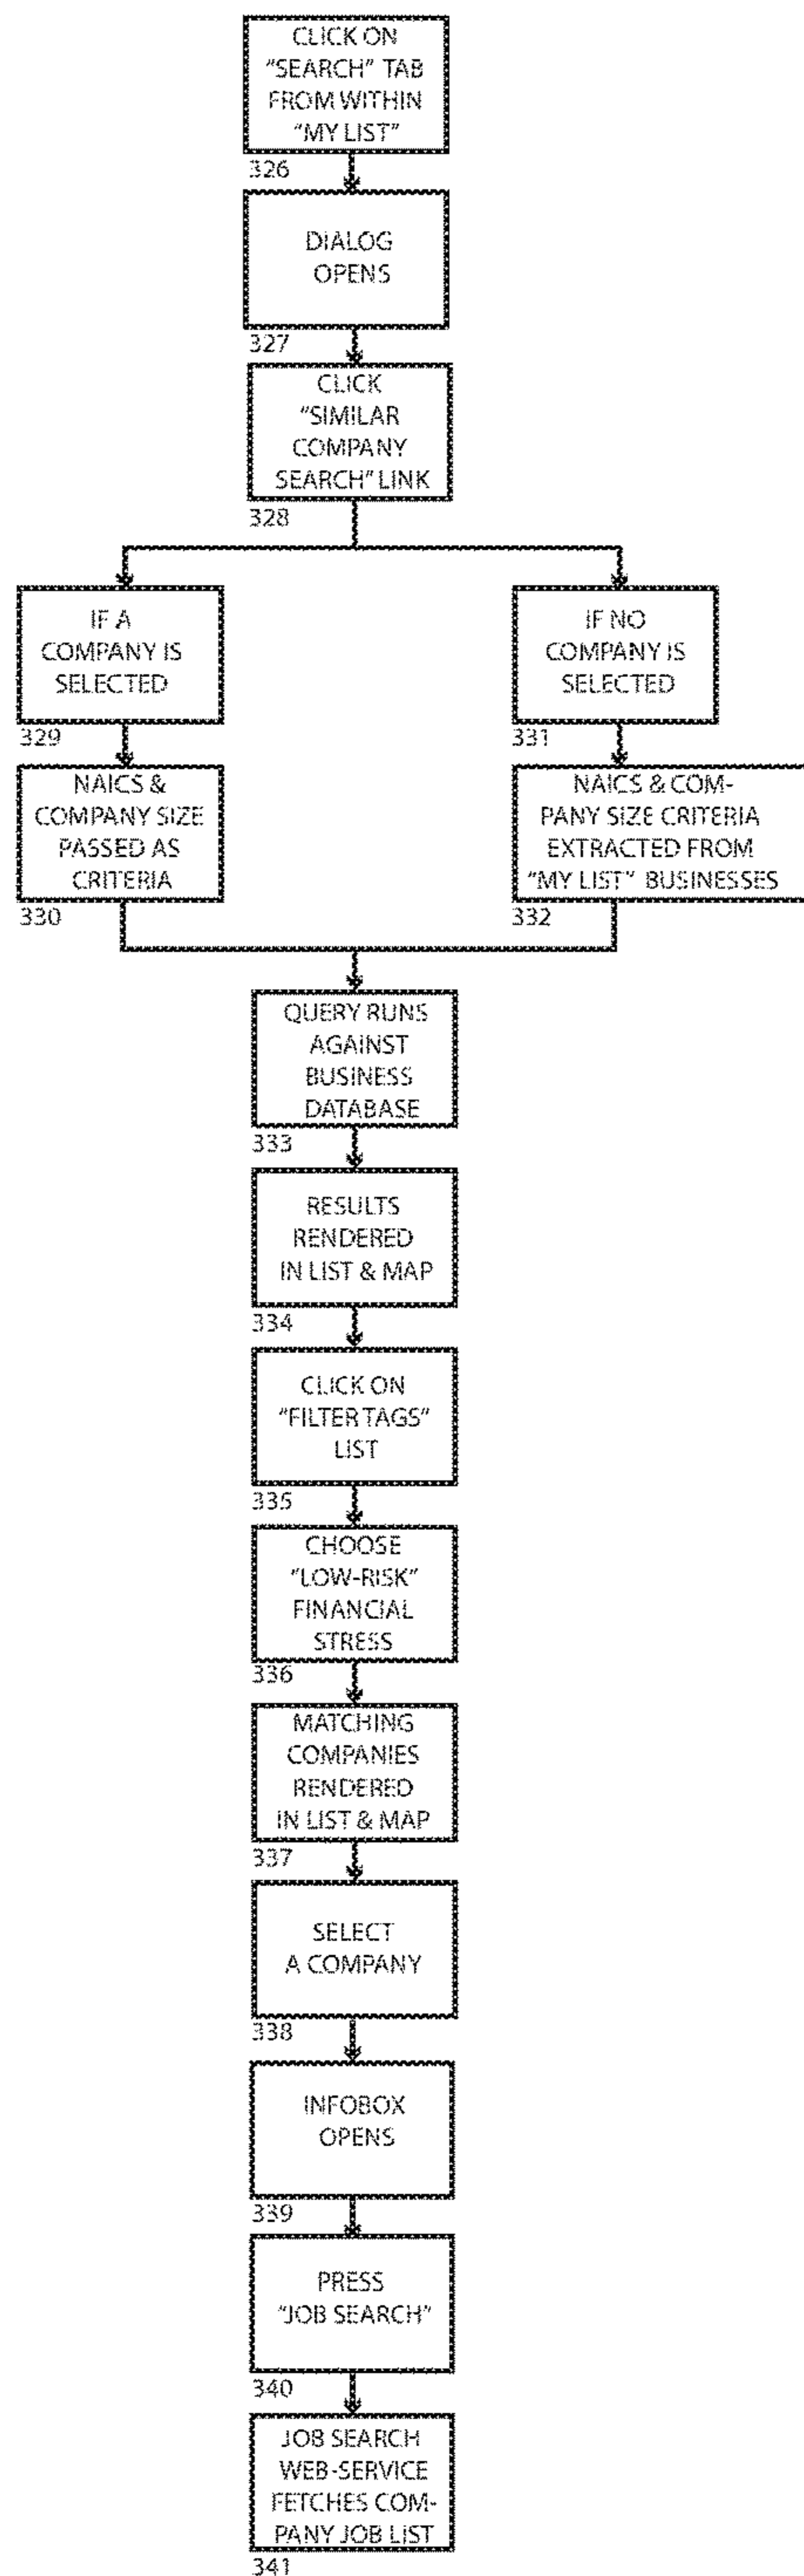 CLICK ON
"SEARCH" TAB
FROM WITHIN
"MY LIST"
326
DIALOG
OPENS
327
CLICK
"SIMILAR
COMPANY
SEARCH" LINK
328
IF A
COMPANY IS
SELECTED
329
IF NO
COMPANY IS
SELECTED
331
NAICS &
COMPANY SIZE
PASSED AS
CRITERIA
330
NAICS & COM-
PANY SIZE CRITERIA
EXTRACTED FROM
"MY LIST" BUSINESSES
332
QUERY RUNS
AGAINST
BUSINESS
DATABASE
333
RESULTS
RENDERED
IN LIST & MAP
334
CLICK ON
"FILTER TAGS"
LIST
335
CHOOSE
"LOW-RISK"
FINANCIAL
STRESS
336
MATCHING
COMPANIES
RENDERED
IN LIST & MAP
337
SELECT
A COMPANY
338
INFOBOX
OPENS
339
PRESS
"JOB SEARCH"
340
JOB SEARCH
WEB-SERVICE
FETCHES COM-
PANY JOB LIST
341